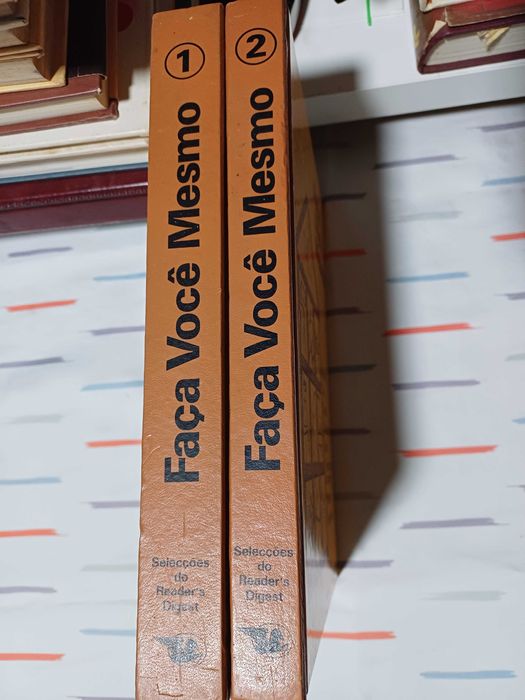 1
Faça Você Mesmo
Selecções
do
Reader's
Digest
2
Faça Você Mesmo
Selecções
do
Reader's
Digest